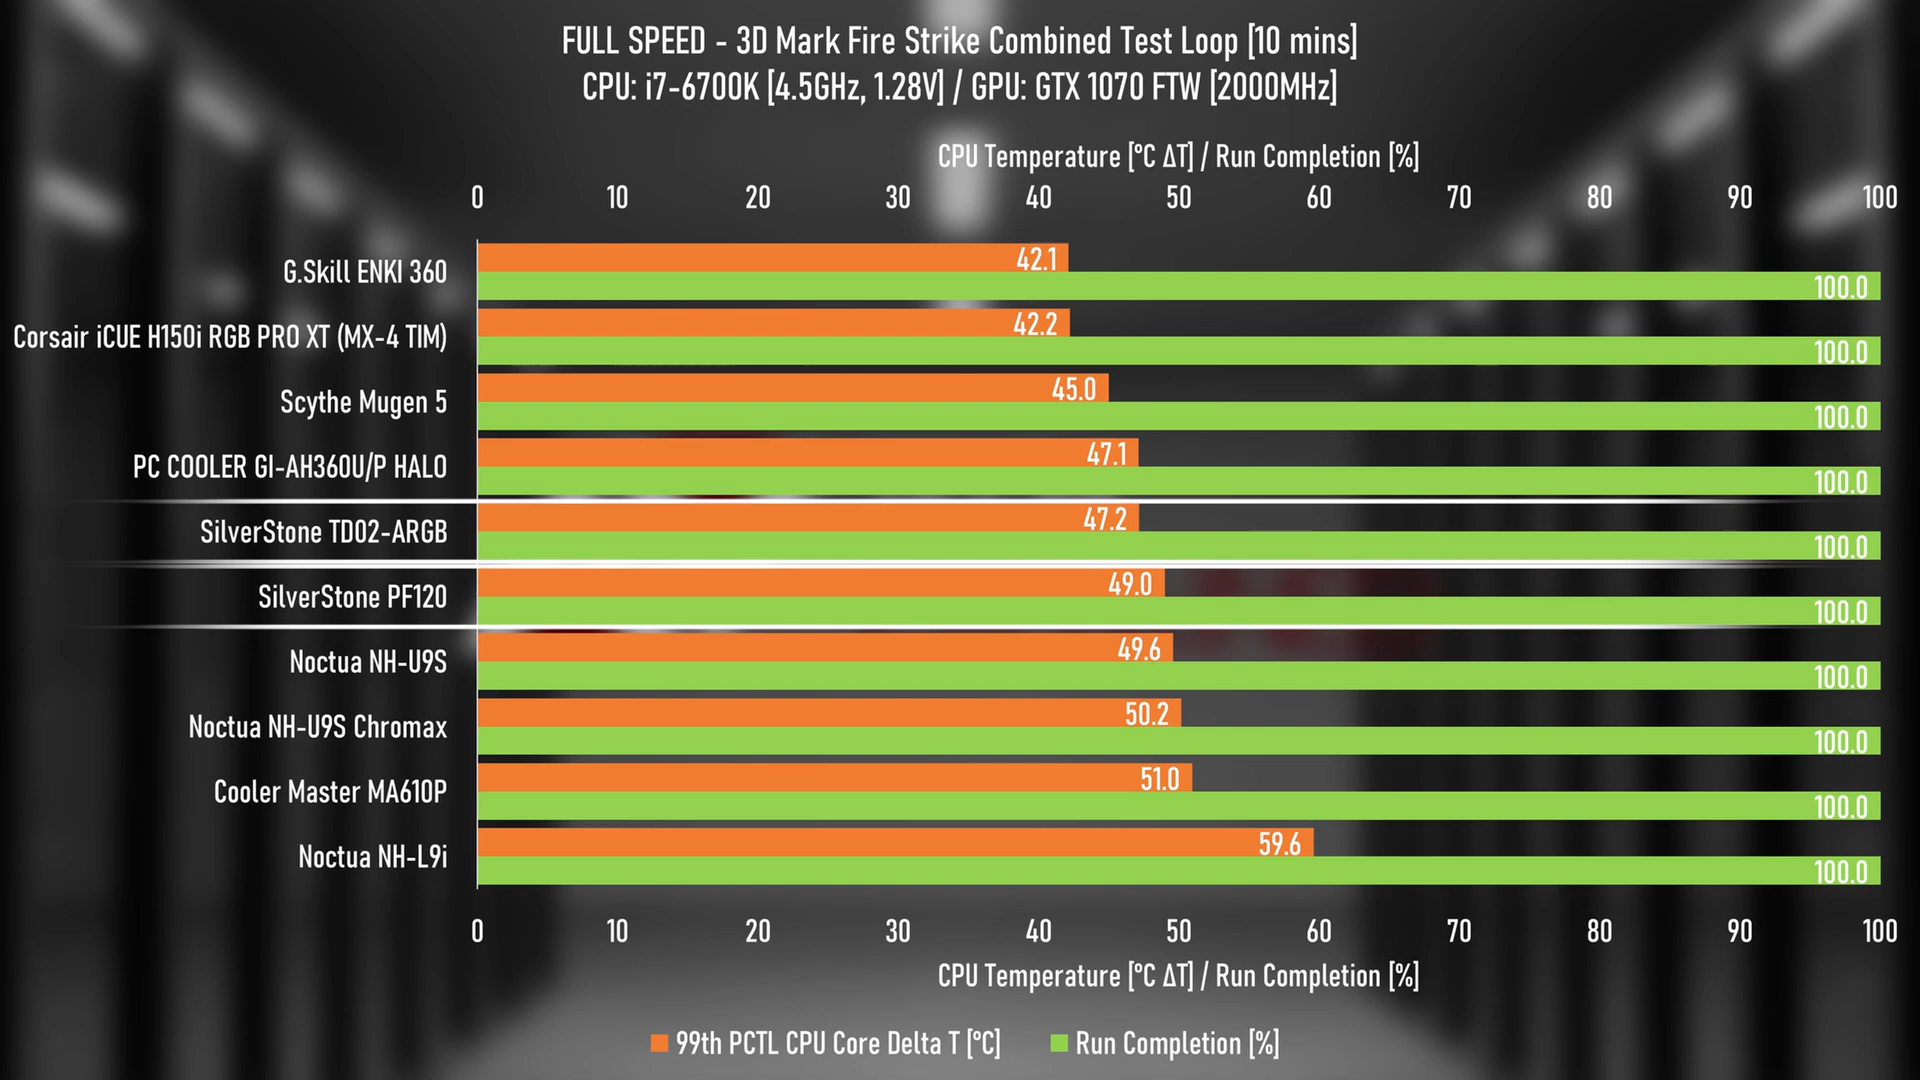 FULL SPEED - 3D Mark Fire Strike Combined Test Loop [10 mins]
CPU: i7-6700K [4.5GHz, 1.28V] / GPU: GTX 1070 FTW [2000MHz]
CPU Temperature [°C ΔT] / Run Completion [%]
0 10 20 30 40 50 60 70 80 90 100
G.Skill ENKI 360 42.1
100.0
Corsair iCUE H150i RGB PRO XT (MX-4 TIM) 42.2
100.0
Scythe Mugen 5 45.0
100.0
PC COOLER GI-AH360U/P HALO 47.1
100.0
SilverStone TD02-ARGB 47.2
100.0
SilverStone PF120 49.0
100.0
Noctua NH-U9S 49.6
100.0
Noctua NH-U9S Chromax 50.2
100.0
Cooler Master MA610P 51.0
100.0
Noctua NH-L9i 59.6
100.0
0 10 20 30 40 50 60 70 80 90 100
CPU Temperature [°C ΔT] / Run Completion [%]
99th PCTL CPU Core Delta T [°C] Run Completion [%]